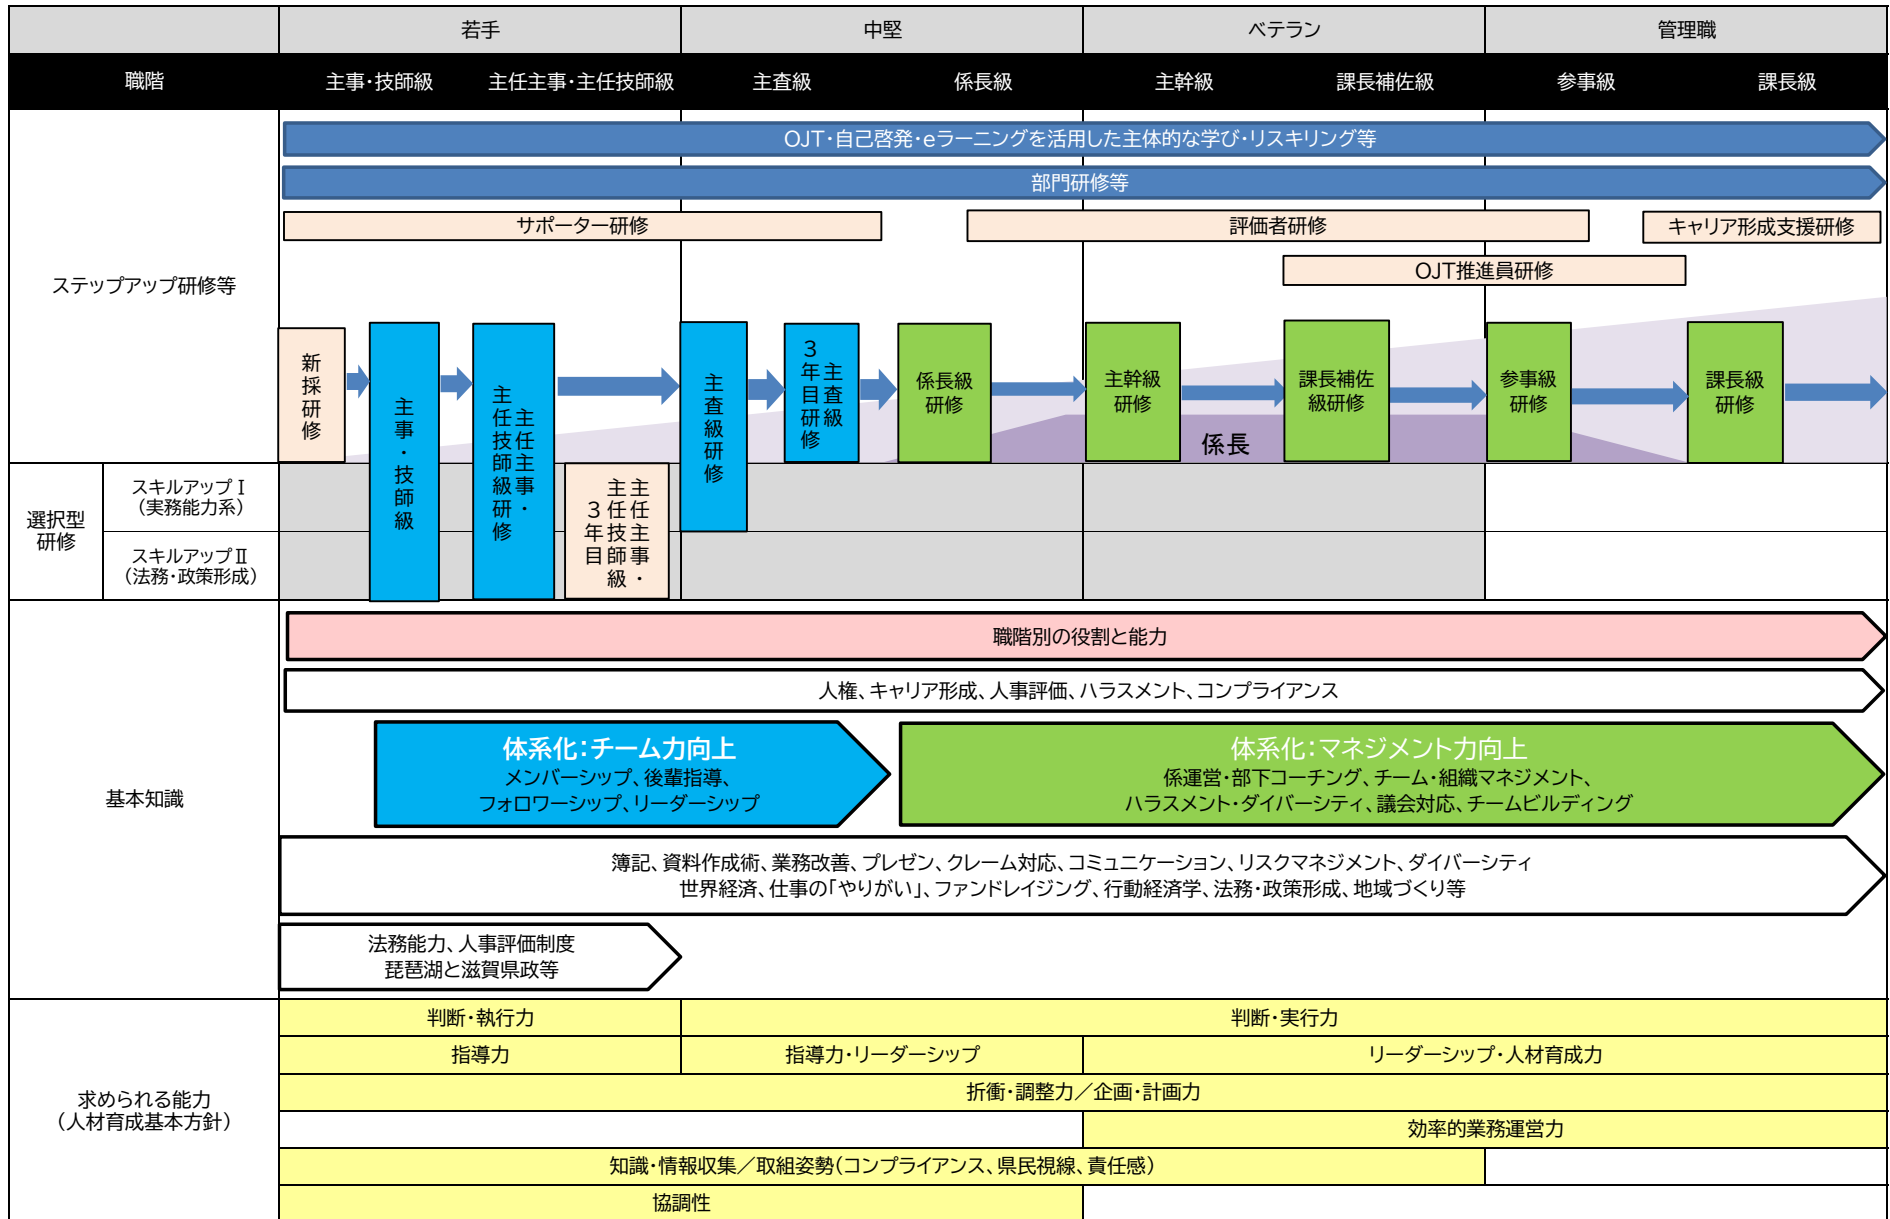 若手 中堅 ベテラン 管理職
職階 主事・技師級 主任主事・主任技師級 主査級 係長級 主幹級 課長補佐級 参事級 課長級
ステップアップ研修等
OJT・自己啓発・eラーニングを活用した主体的な学び・リスキリング等
部門研修等
サポーター研修 評価者研修 キャリア形成支援研修
OJT推進員研修
新採研修
主事・技師級
主任主事・
主任技師級研修
主任主事・
主任技師級
3年目
主査級研修
主査級
3年目研修
係長級
研修
主幹級
研修
課長補佐
級研修
参事級
研修
課長級
研修
係長
選択型
研修
スキルアップⅠ
（実務能力系）
スキルアップⅡ
（法務・政策形成）
基本知識
職階別の役割と能力
人権、キャリア形成、人事評価、ハラスメント、コンプライアンス
体系化：チーム力向上
メンバーシップ、後輩指導、
フォロワーシップ、リーダーシップ
体系化：マネジメント力向上
係運営・部下コーチング、チーム・組織マネジメント、
ハラスメント・ダイバーシティ、議会対応、チームビルディング
簿記、資料作成術、業務改善、プレゼン、クレーム対応、コミュニケーション、リスクマネジメント、ダイバーシティ
世界経済、仕事の「やりがい」、ファンドレイジング、行動経済学、法務・政策形成、地域づくり等
法務能力、人事評価制度
琵琶湖と滋賀県政等
求められる能力
（人材育成基本方針）
判断・執行力 判断・実行力
指導力 指導力・リーダーシップ リーダーシップ・人材育成力
折衝・調整力／企画・計画力
効率的業務運営力
知識・情報収集／取組姿勢（コンプライアンス、県民視線、責任感）
協調性